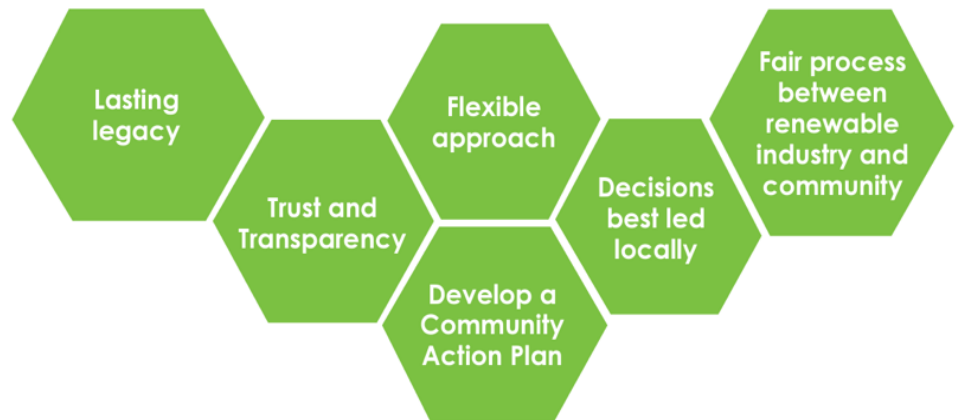 Lasting
legacy
Trust and
Transparency
Flexible
approach
Develop a
Community
Action Plan
Decisions
best led
locally
Fair process
between
renewable
industry and
community